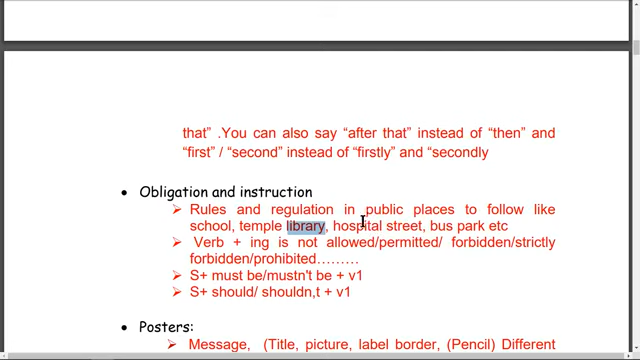 that” .You can also say “after that” instead of “then” and
“first” / “second” instead of “firstly” and “secondly
• Obligation and instruction
➢ Rules and regulation in public places to follow like
school, temple library, hospital street, bus park etc
➢ Verb + ing is not allowed/permitted/ forbidden/strictly
forbidden/prohibited………
➢ S+ must be/mustn't be + v1
➢ S+ should/ shouldn,t + v1
• Posters:
➢ Message, (Title, picture, label border, (Pencil) Different